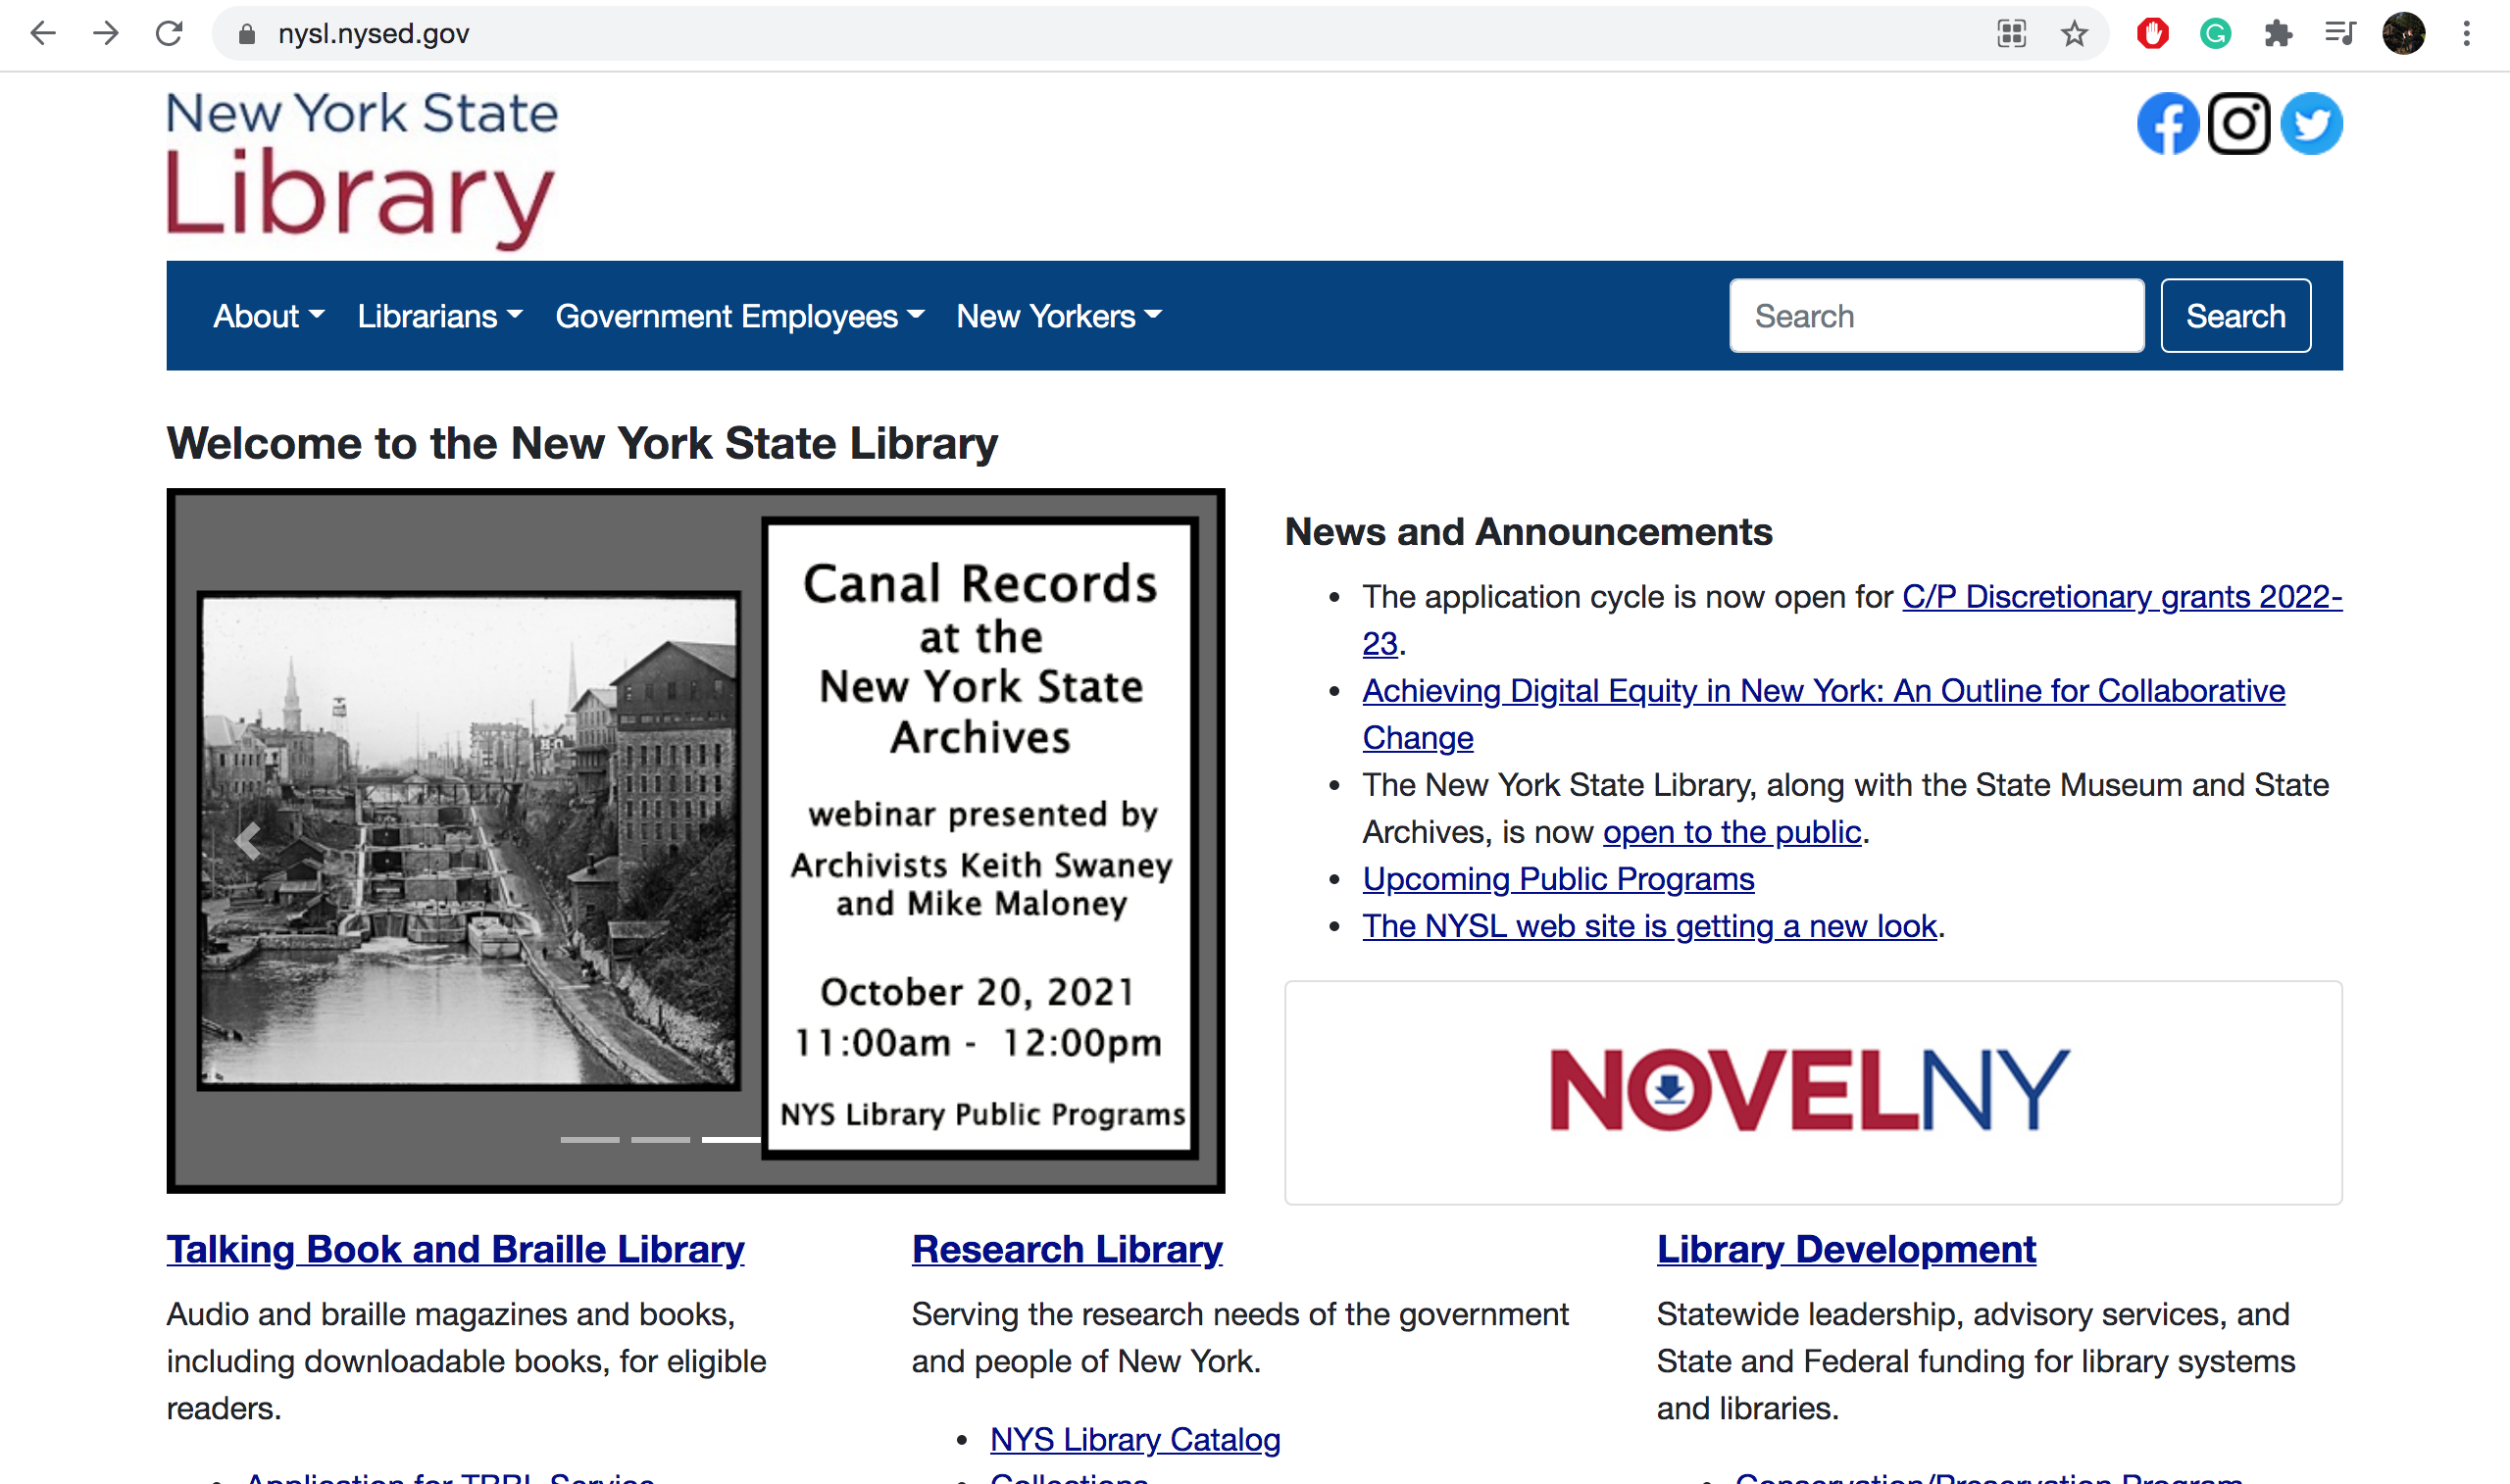 nysl.nysed.gov
New York State
Library
About
Librarians
Government Employees
New Yorkers
Search
Search
Welcome to the New York State Library
Canal Records
at the
New York State
Archives
webinar presented by
Archivists Keith Swaney
and Mike Maloney
October 20, 2021
11:00am - 12:00pm
NYS Library Public Programs
News and Announcements
The application cycle is now open for C/P Discretionary grants 2022-
23.
Achieving Digital Equity in New York: An Outline for Collaborative
Change
The New York State Library, along with the State Museum and State
Archives, is now open to the public.
Upcoming Public Programs
The NYSL web site is getting a new look.
NOVELNY
Talking Book and Braille Library
Audio and braille magazines and books,
including downloadable books, for eligible
readers.
Application for TBBL Service
Research Library
Serving the research needs of the government
and people of New York.
NYS Library Catalog
Collections
Library Development
Statewide leadership, advisory services, and
State and Federal funding for library systems
and libraries.
Conservation/Preservation Program